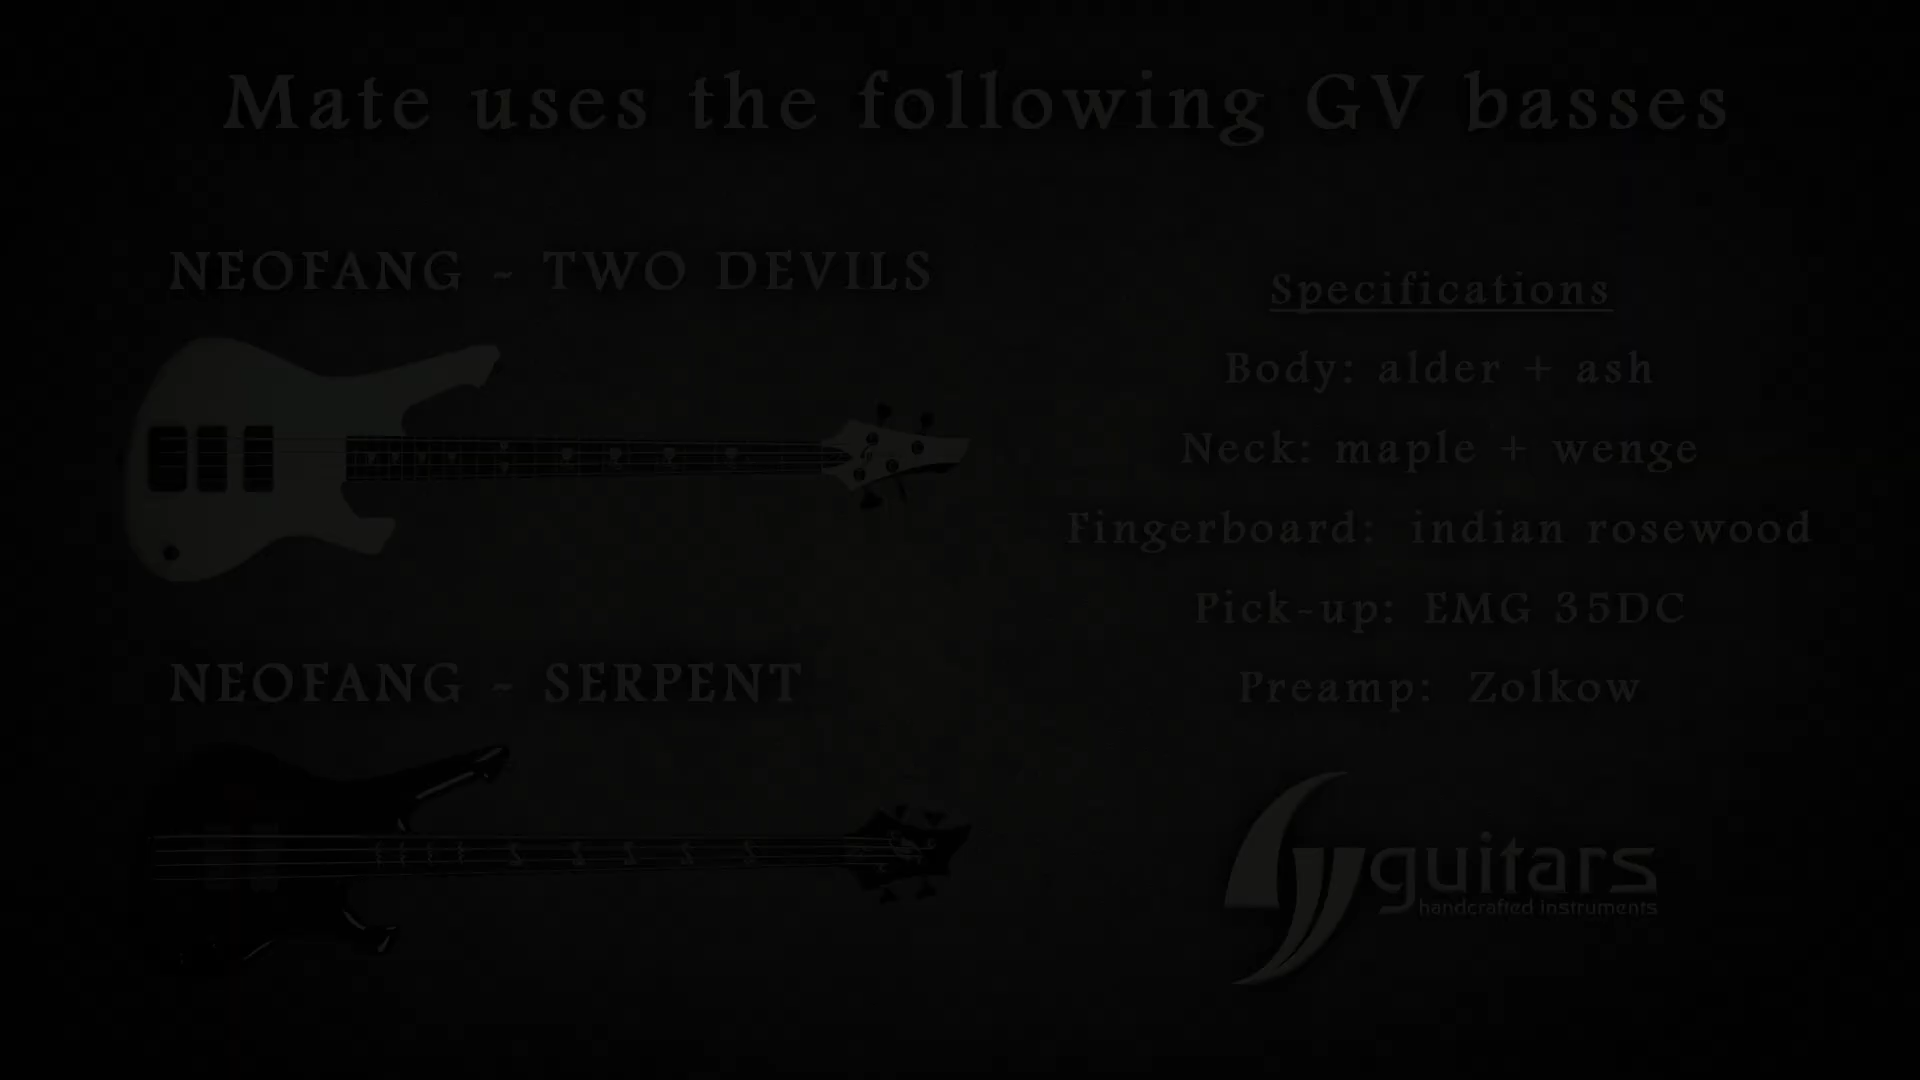 Mate uses the following GV basses
NEOFANG - TWO DEVILS
NEOFANG - SERPENT
Specifications
Body: alder + ash
Neck: maple + wenge
Fingerboard: indian rosewood
Pick-up: EMG 35DC
Preamp: Zolkow
guitars
handcrafted instruments